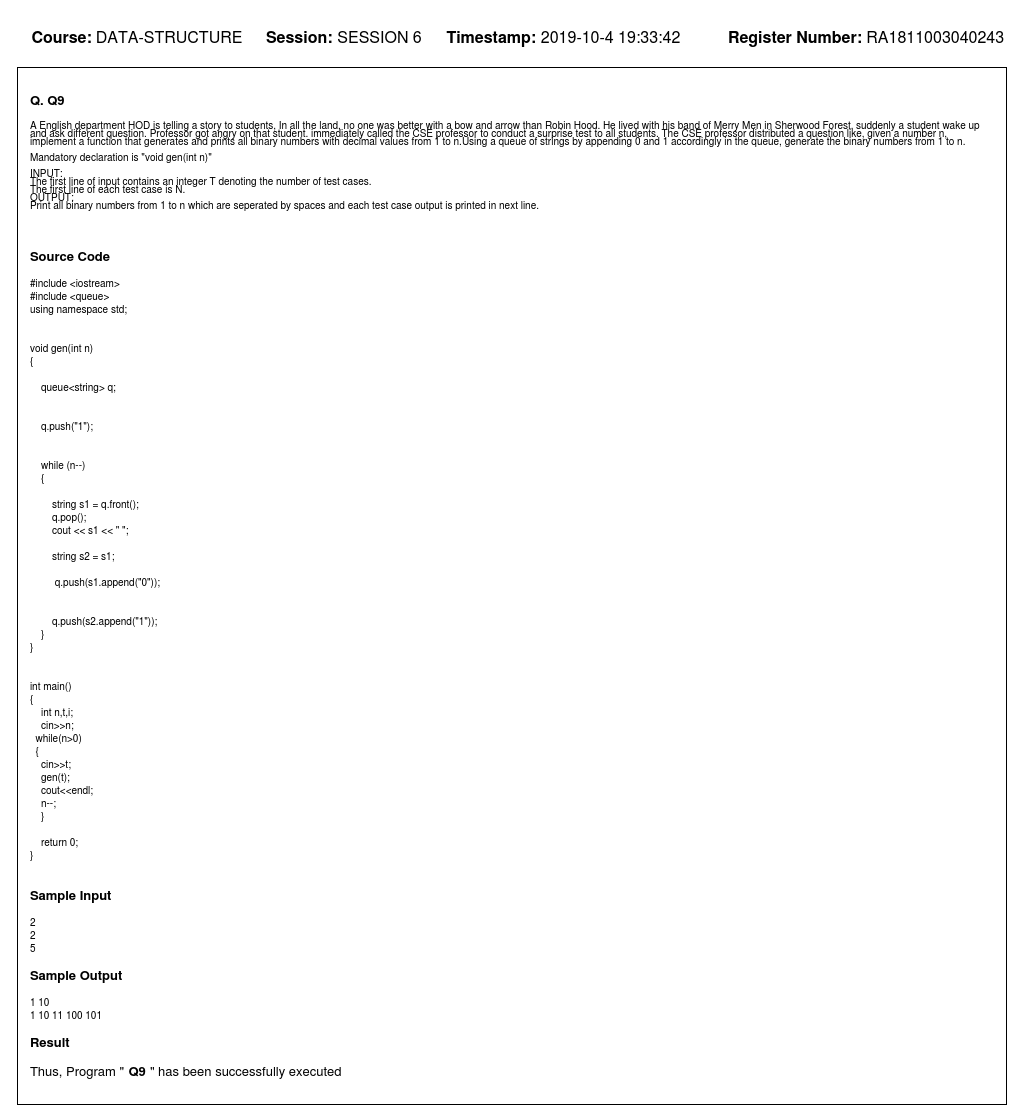 Course: DATA-STRUCTURE Session: SESSION 6 Timestamp: 2019-10-4 19:33:42 Register Number: RA1811003040243
Q. Q9
A English department HOD is telling a story to students. In all the land, no one was better with a bow and arrow than Robin Hood. He lived with his band of Merry Men in Sherwood Forest, suddenly a student wake up
and ask different question. Professor got angry on that student. immediately called the CSE professor to conduct a surprise test to all students. The CSE professor distributed a question like, given a number n,
implement a function that generates and prints all binary numbers with decimal values from 1 to n.Using a queue of strings by appending 0 and 1 accordingly in the queue, generate the binary numbers from 1 to n.
Mandatory declaration is "void gen(int n)"
INPUT:
The first line of input contains an integer T denoting the number of test cases.
The first line of each test case is N.
OUTPUT:
Print all binary numbers from 1 to n which are seperated by spaces and each test case output is printed in next line.
Source Code
#include <iostream>
#include <queue>
using namespace std;
void gen(int n)
{
queue<string> q;
q.push("1");
while (n--)
{
string s1 = q.front();
q.pop();
cout << s1 << " ";
string s2 = s1;
q.push(s1.append("0"));
q.push(s2.append("1"));
}
}
int main()
{
int n,t,i;
cin>>n;
while(n>0)
{
cin>>t;
gen(t);
cout<<endl;
n--;
}
return 0;
}
Sample Input
2
2
5
Sample Output
1 10
1 10 11 100 101
Result
Thus, Program " Q9 " has been successfully executed